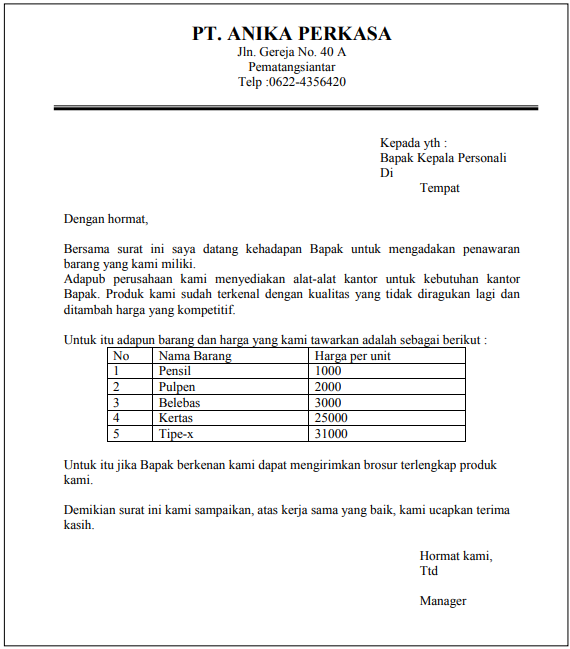 PT. ANIKA PERKASA
Jln. Gereja No. 40 A
Pematangsiantar
Telp :0622-4356420
Kepada yth :
Bapak Kepala Personali
Di
Tempat
Dengan hormat,
Bersama surat ini saya datang kehadapan Bapak untuk mengadakan penawaran
barang yang kami miliki.
Adapub perusahaan kami menyediakan alat-alat kantor untuk kebutuhan kantor
Bapak. Produk kami sudah terkenal dengan kualitas yang tidak diragukan lagi dan
ditambah harga yang kompetitif.
Untuk itu adapun barang dan harga yang kami tawarkan adalah sebagai berikut :
No Nama Barang Harga per unit
1 Pensil 1000
2 Pulpen 2000
3 Belebas 3000
4 Kertas 25000
5 Tipe-x 31000
Untuk itu jika Bapak berkenan kami dapat mengirimkan brosur terlengkap produk
kami.
Demikian surat ini kami sampaikan, atas kerja sama yang baik, kami ucapkan terima
kasih.
Hormat kami,
Ttd
Manager